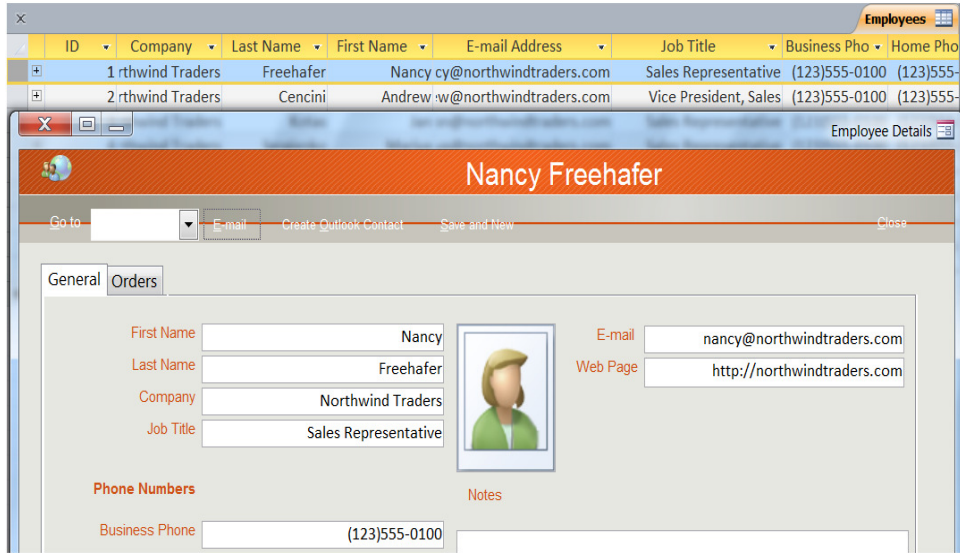 Employees
ID Company Last Name First Name E-mail Address Job Title Business Pho Home Pho
1 rthwind Traders Freehafer Nancy cy@northwindtraders.com Sales Representative (123)555-0100 (123)555-
2 rthwind Traders Cencini Andrew :w@northwindtraders.com Vice President, Sales (123)555-0100 (123)555-
X Employee Details
Nancy Freehafer
Go to E-mail Create Outlook Contact Save and New Close
General Orders
First Name Nancy E-mail nancy@northwindtraders.com
Last Name Freehafer Web Page http://northwindtraders.com
Company Northwind Traders
Job Title Sales Representative
Phone Numbers Notes
Business Phone (123)555-0100